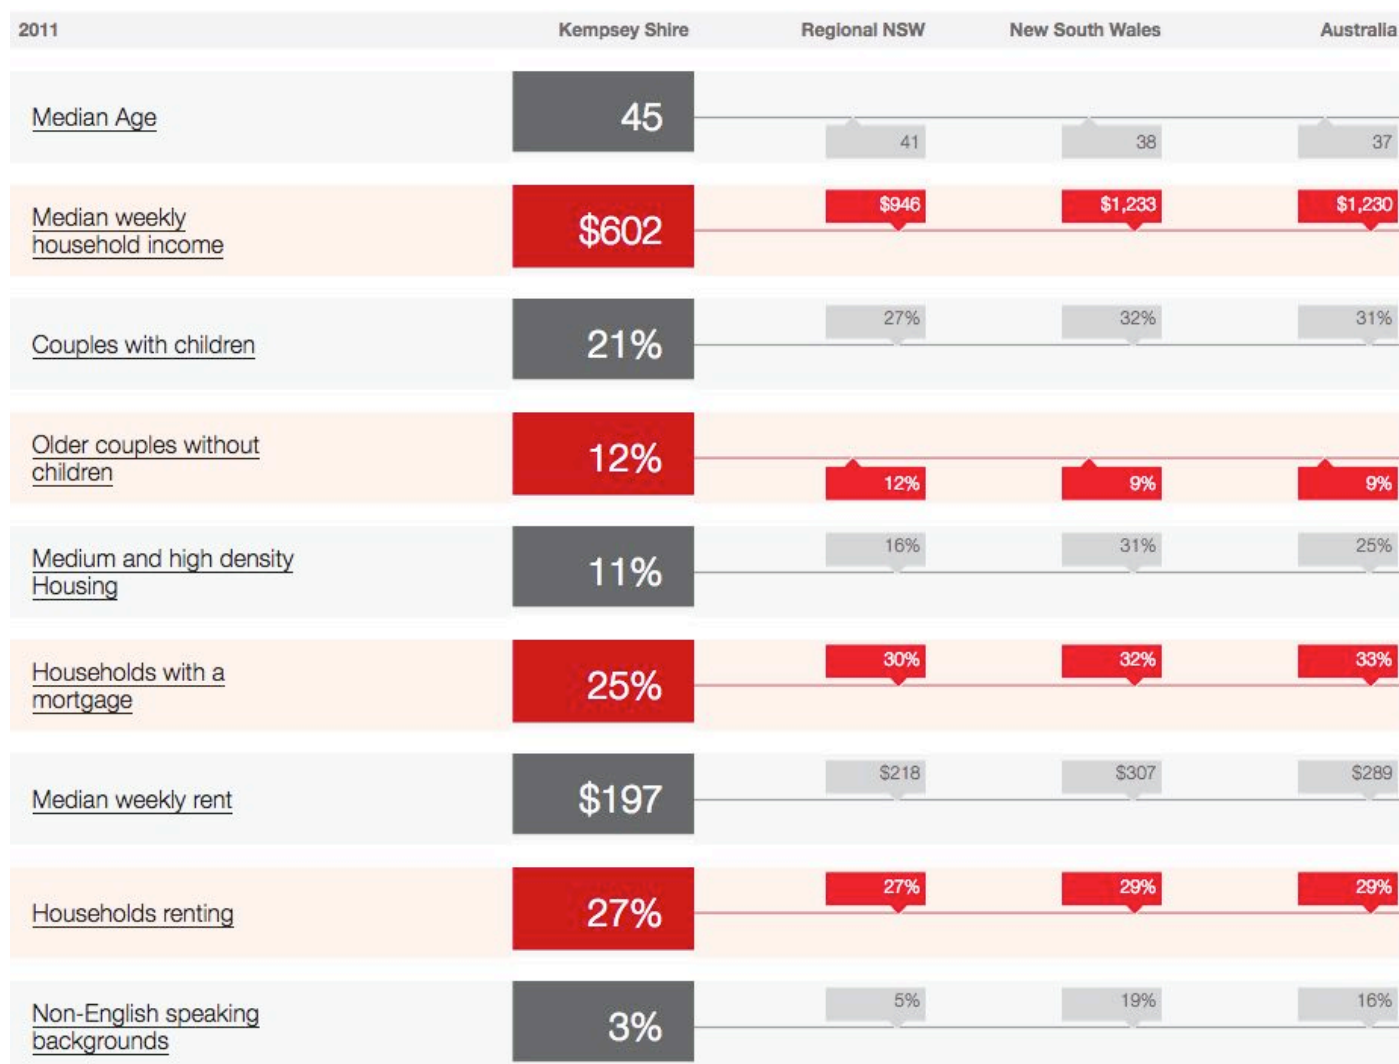 2011 Kempsey Shire Regional NSW New South Wales Australia
Median Age 45 41 38 37
Median weekly
household income $602 $946 $1,233 $1,230
Couples with children 21% 27% 32% 31%
Older couples without
children 12% 12% 9% 9%
Medium and high density
Housing 11% 16% 31% 25%
Households with a
mortgage 25% 30% 32% 33%
Median weekly rent $197 $218 $307 $289
Households renting 27% 27% 29% 29%
Non-English speaking
backgrounds 3% 5% 19% 16%